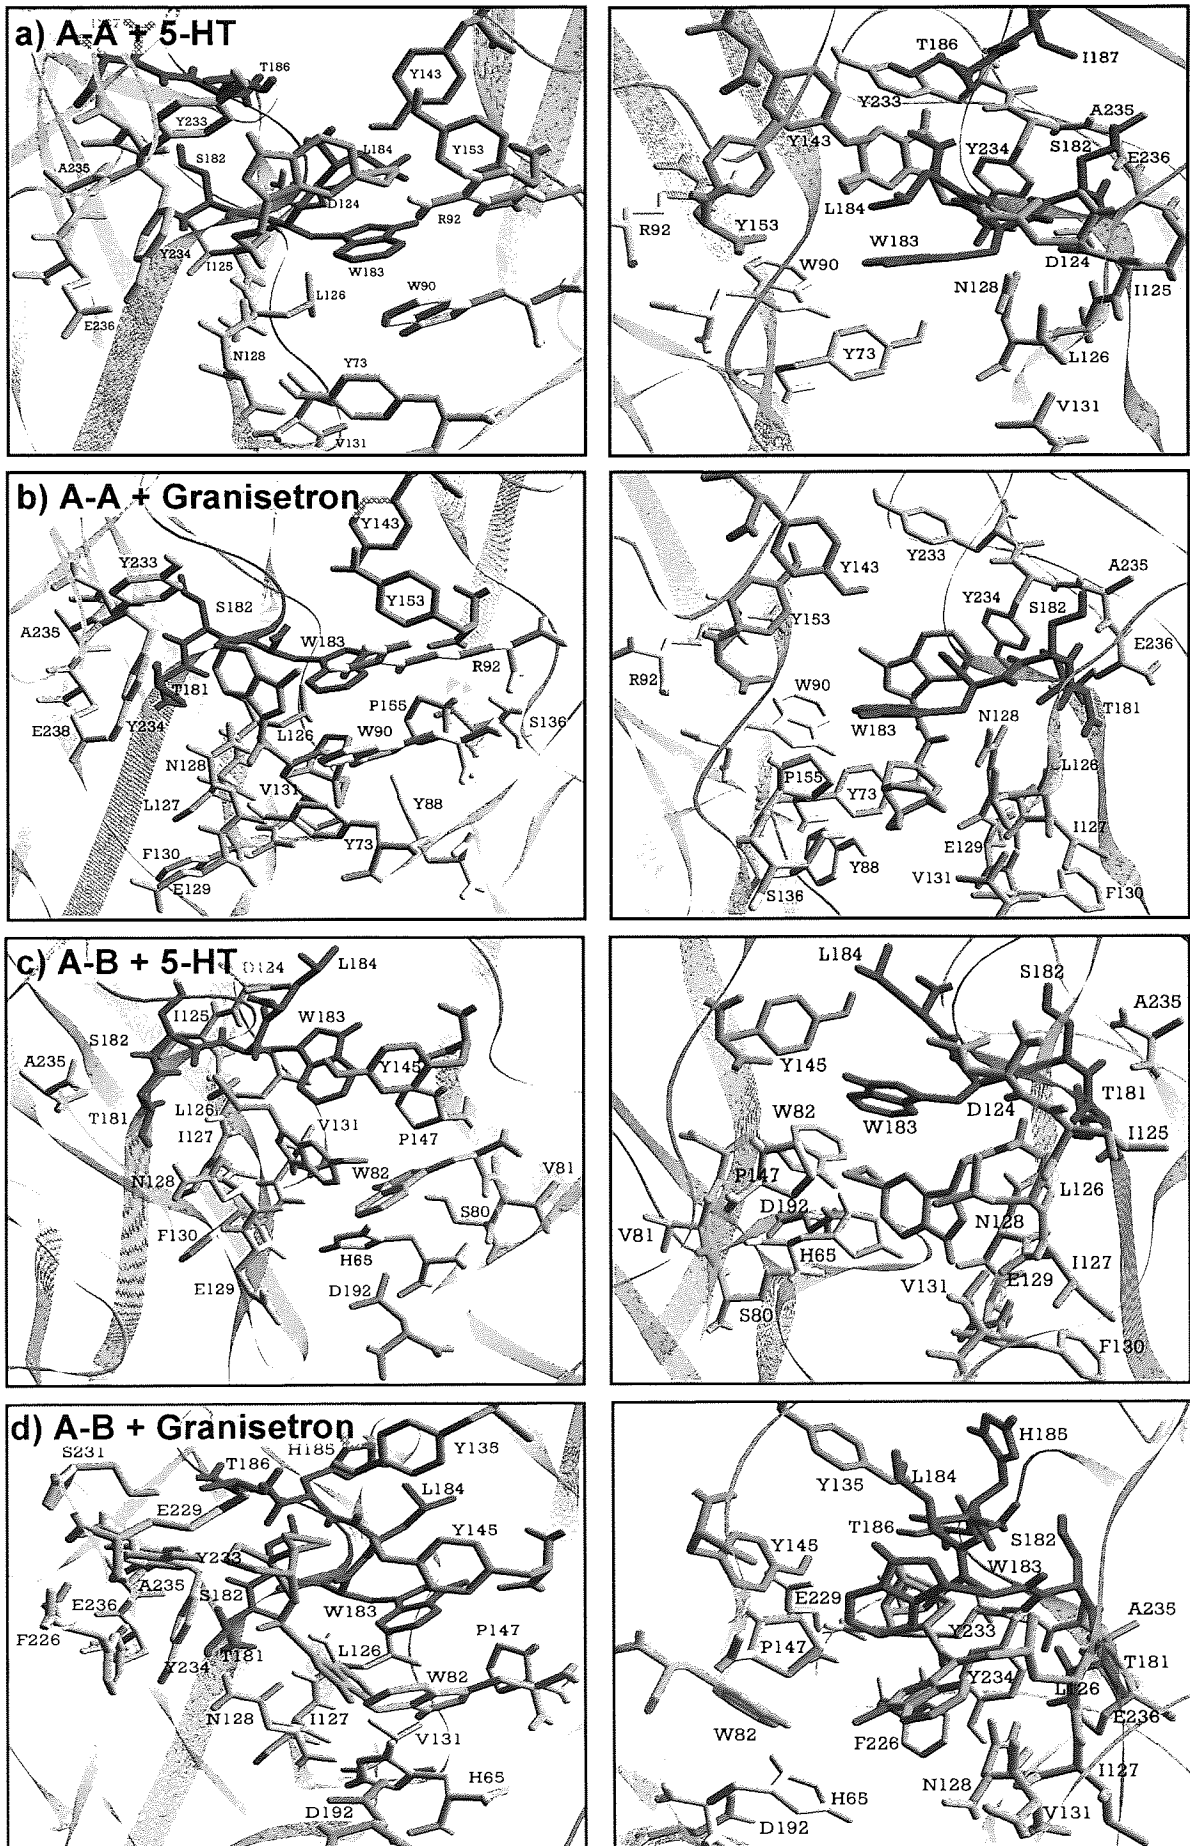 a) A-A + 5-HT
T186
Y143
Y233
S182
L184
Y153
A235
D124
R92
Y234
I125
W183
L126
W90
E236
N128
Y73
V131
T186
I187
Y233
A235
Y143
Y234
S182
E236
L184
R92
Y153
W183
D124
W90
N128
I125
Y73
L126
V131
b) A-A + Granisetron
Y143
Y233
S182
Y153
A235
W183
R92
T181
P155
S136
E238
Y234
L126
W90
N128
V131
L127
Y88
Y73
F130
E129
Y233
A235
Y143
Y234
S182
Y153
E236
R92
W90
T181
W183
N128
L126
P155
Y73
I127
E129
Y88
V131
S136
F130
c) A-B + 5-HT
D124
L184
I125
W183
S182
A235
Y145
T181
L126
V131
I127
P147
N128
W82
V81
S80
F130
H65
E129
D192
L184
S182
A235
Y145
T181
W82
D124
W183
I125
P147
L126
D192
N128
V81
H65
I127
V131
E129
S80
F130
d) A-B + Granisetron
H185
Y135
S231
T186
L184
E229
Y145
Y233
A235
S182
E236
W183
F226
P147
L126
T181
Y234
W82
N128
I127
V131
H65
D192
H185
Y135
L184
T186
S182
Y145
W183
E229
A235
Y233
P147
T181
Y234
L126
E236
W82
F226
I127
N128
H65
V131
D192